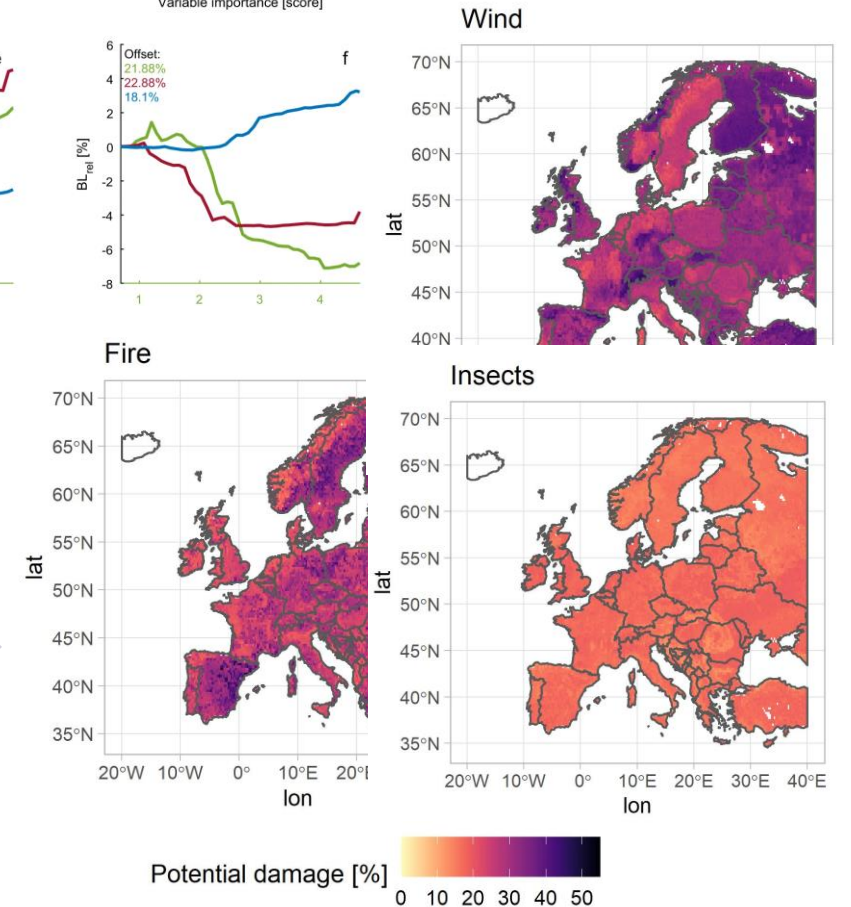 Variable importance [score]
Offset:
21.88%
22.88%
18.1%
f
6
4
2
0
-2
-4
-6
-8
BLrel [%]
1 2 3 4
Wind
70°N
65°N
60°N
55°N
50°N
45°N
40°N
lat
Fire
70°N
65°N
60°N
55°N
50°N
45°N
40°N
35°N
lat
20°W 10°W 0° 10°E 20°E
lon
Insects
70°N
65°N
60°N
55°N
50°N
45°N
40°N
35°N
lat
20°W 10°W 0° 10°E 20°E 30°E 40°E
lon
Potential damage [%]
0 10 20 30 40 50